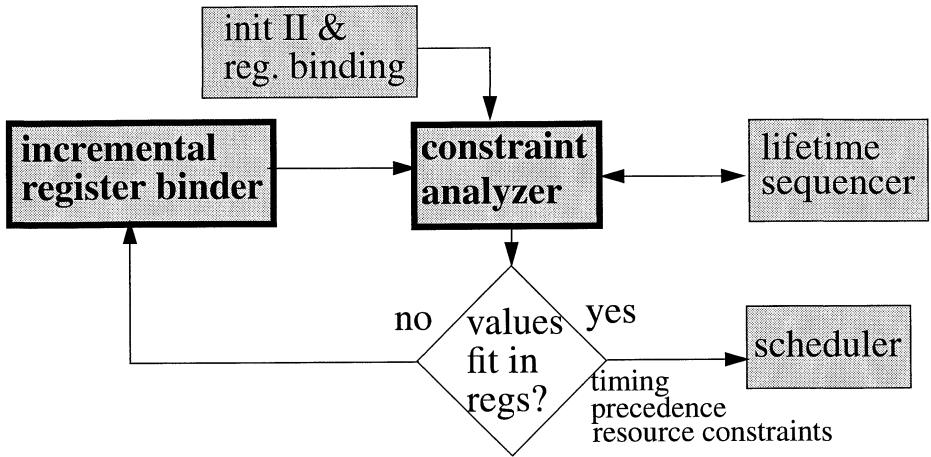 init II &
reg. binding
incremental
register binder
constraint
analyzer
lifetime
sequencer
no
values
fit in
regs?
yes
scheduler
timing
precedence
resource constraints